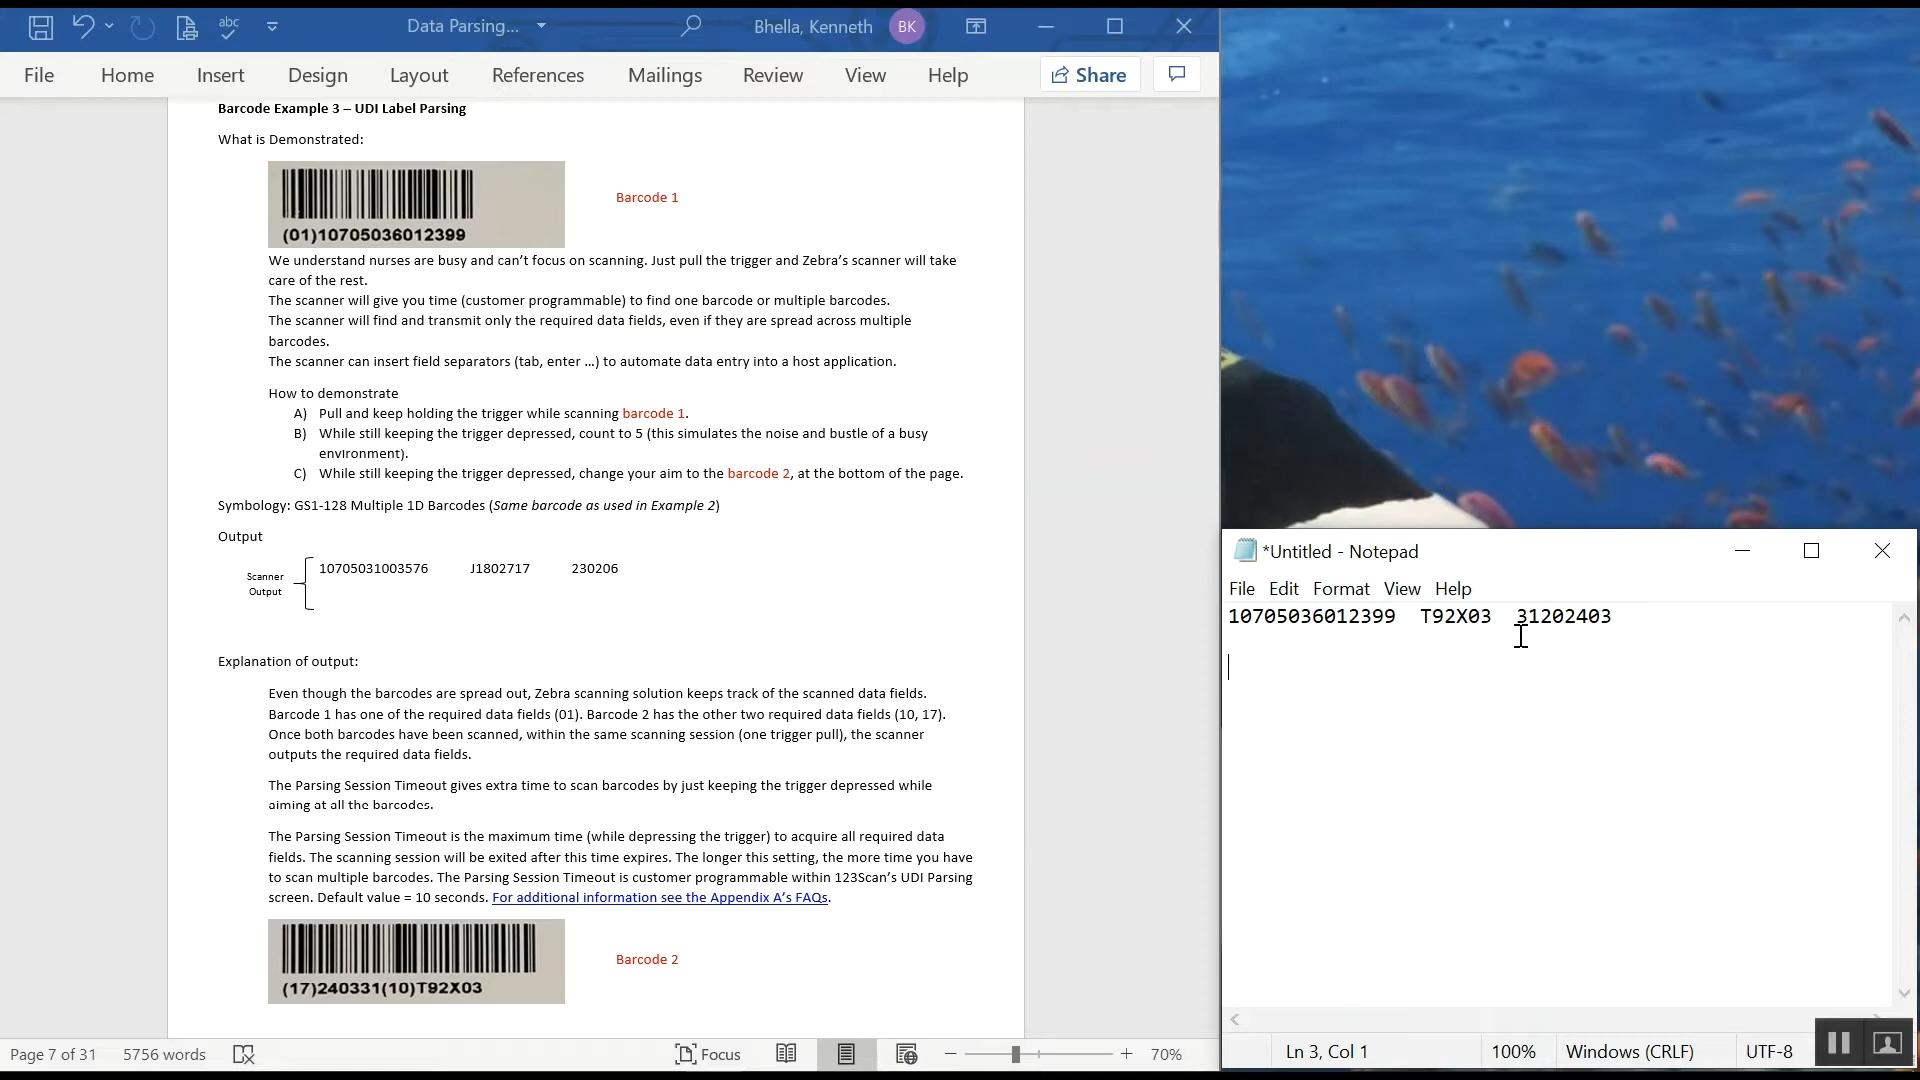 abc
Data Parsing...
Bhella, Kenneth
BK
File Home Insert Design Layout References Mailings Review View Help
Share
Barcode Example 3 – UDI Label Parsing
What is Demonstrated:
Barcode 1
(01)10705036012399
We understand nurses are busy and can't focus on scanning. Just pull the trigger and Zebra's scanner will take
care of the rest.
The scanner will give you time (customer programmable) to find one barcode or multiple barcodes.
The scanner will find and transmit only the required data fields, even if they are spread across multiple
barcodes.
The scanner can insert field separators (tab, enter …) to automate data entry into a host application.
How to demonstrate
A) Pull and keep holding the trigger while scanning barcode 1.
B) While still keeping the trigger depressed, count to 5 (this simulates the noise and bustle of a busy
environment).
C) While still keeping the trigger depressed, change your aim to the barcode 2, at the bottom of the page.
Symbology: GS1-128 Multiple 1D Barcodes (Same barcode as used in Example 2)
Output
Scanner
Output
10705031003576 J1802717 230206
Explanation of output:
Even though the barcodes are spread out, Zebra scanning solution keeps track of the scanned data fields.
Barcode 1 has one of the required data fields (01). Barcode 2 has the other two required data fields (10, 17).
Once both barcodes have been scanned, within the same scanning session (one trigger pull), the scanner
outputs the required data fields.
The Parsing Session Timeout gives extra time to scan barcodes by just keeping the trigger depressed while
aiming at all the barcodes.
The Parsing Session Timeout is the maximum time (while depressing the trigger) to acquire all required data
fields. The scanning session will be exited after this time expires. The longer this setting, the more time you have
to scan multiple barcodes. The Parsing Session Timeout is customer programmable within 123Scan's UDI Parsing
screen. Default value = 10 seconds. For additional information see the Appendix A's FAQs.
Barcode 2
(17)240331(10)T92X03
Page 7 of 31 5756 words
Focus
70%
*Untitled - Notepad
File Edit Format View Help
10705036012399 T92X03 31202403
Ln 3, Col 1
100%
Windows (CRLF)
UTF-8